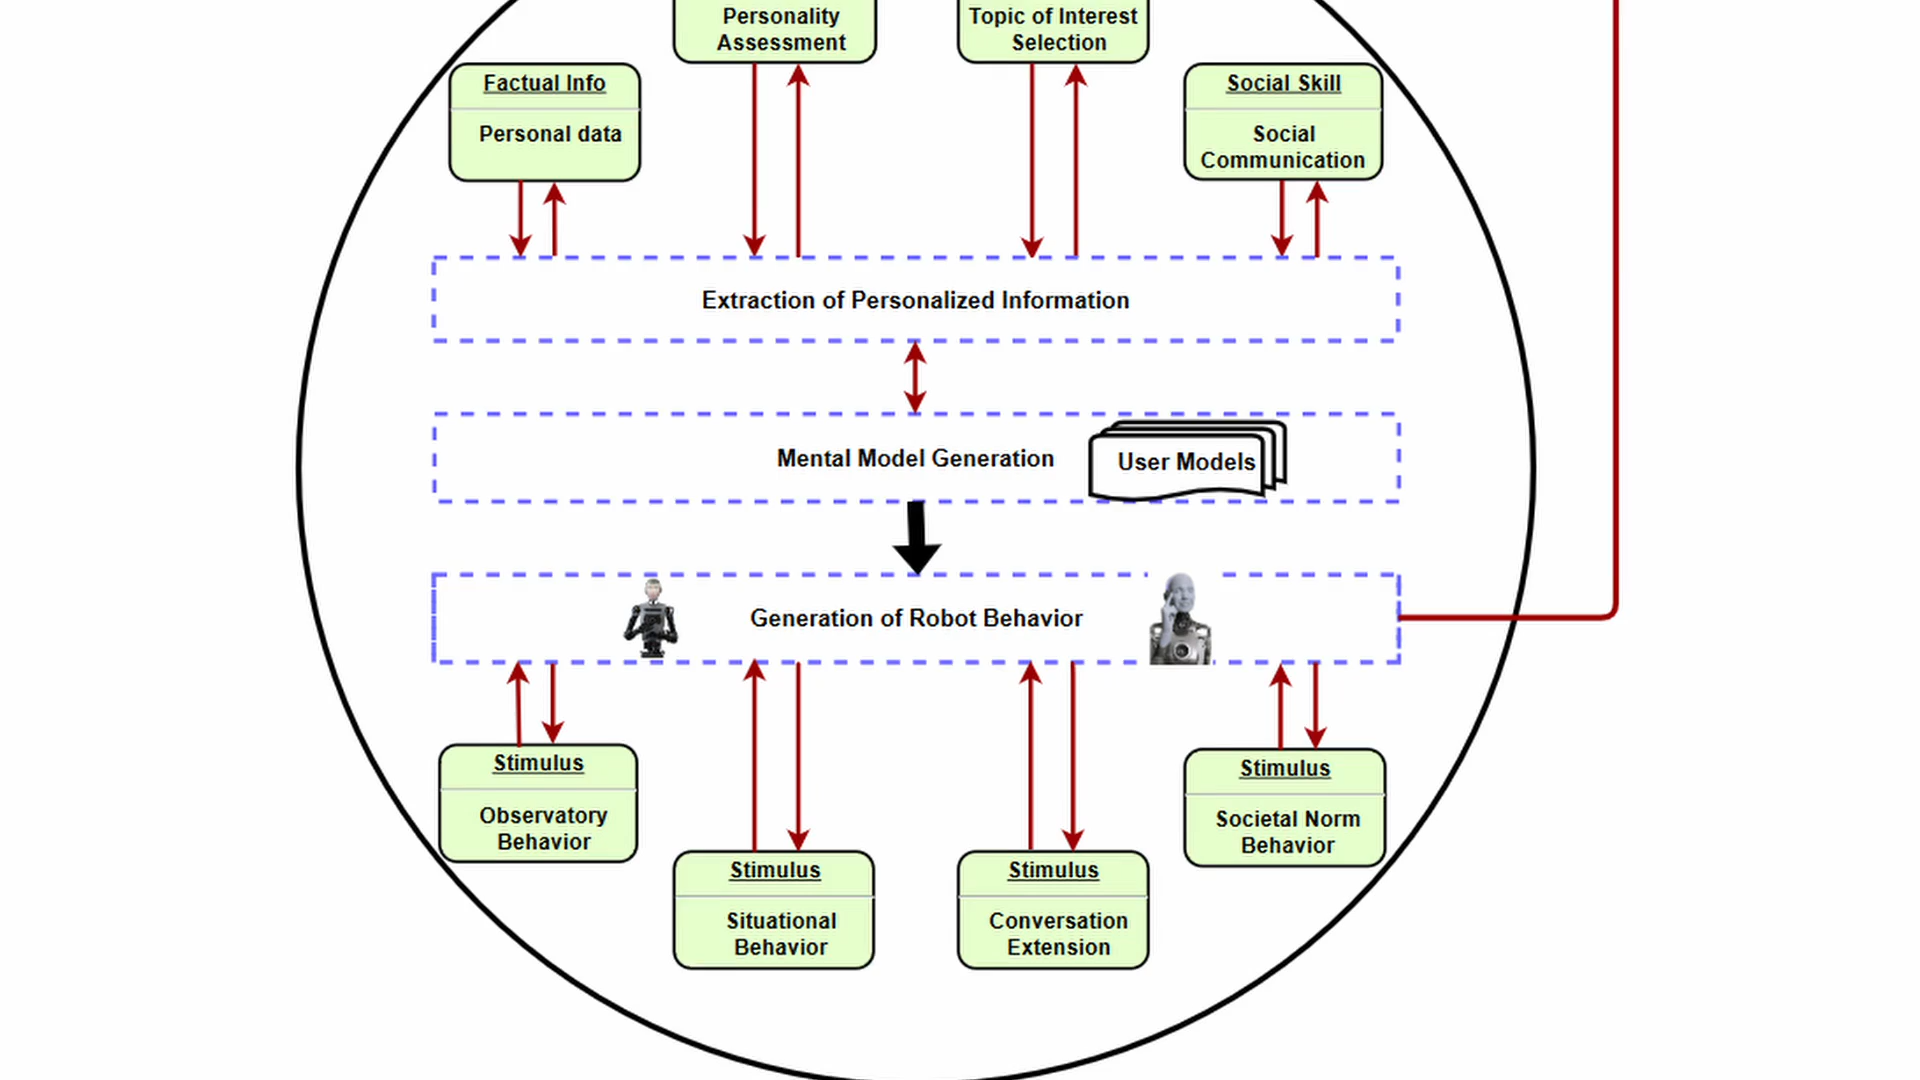 Personality
Assessment
Topic of Interest
Selection
Factual Info
Personal data
Social Skill
Social
Communication
Extraction of Personalized Information
Mental Model Generation
User Models
Generation of Robot Behavior
Stimulus
Observatory
Behavior
Stimulus
Situational
Behavior
Stimulus
Conversation
Extension
Stimulus
Societal Norm
Behavior